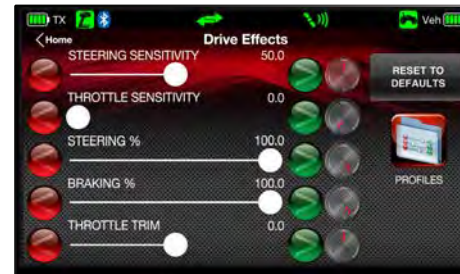 TX Veh
Home Drive Effects
STEERING SENSITIVITY 50.0
RESET TO
DEFAULTS
THROTTLE SENSITIVITY 0.0
STEERING % 100.0
PROFILES
BRAKING % 100.0
THROTTLE TRIM 0.0